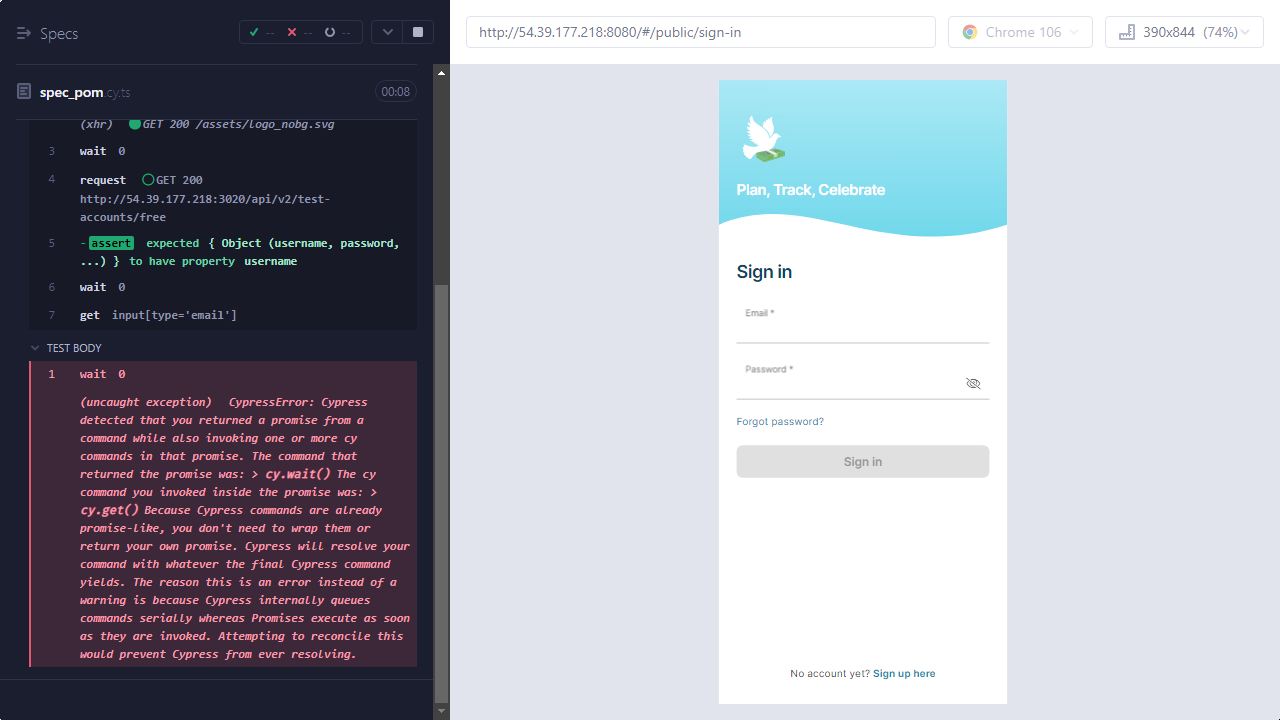 Specs
--
--
--
http://54.39.177.218:8080/#/public/sign-in
Chrome 106
390x844 (74%)
spec_pom.cy.ts
00:08
(xhr) GET 200 /assets/logo_nobg.svg
3 wait 0
4 request GET 200
http://54.39.177.218:3020/api/v2/test-
accounts/free
5 -assert expected { Object (username, password,
...) } to have property username
6 wait 0
7 get input[type='email']
TEST BODY
1 wait 0
(uncaught exception) CypressError: Cypress
detected that you returned a promise from a
command while also invoking one or more cy
commands in that promise. The command that
returned the promise was: > cy.wait() The cy
command you invoked inside the promise was: >
cy.get() Because Cypress commands are already
promise-like, you don't need to wrap them or
return your own promise. Cypress will resolve your
command with whatever the final Cypress command
yields. The reason this is an error instead of a
warning is because Cypress internally queues
commands serially whereas Promises execute as soon
as they are invoked. Attempting to reconcile this
would prevent Cypress from ever resolving.
Plan, Track, Celebrate
Sign in
Email *
Password *
Forgot password?
Sign in
No account yet? Sign up here